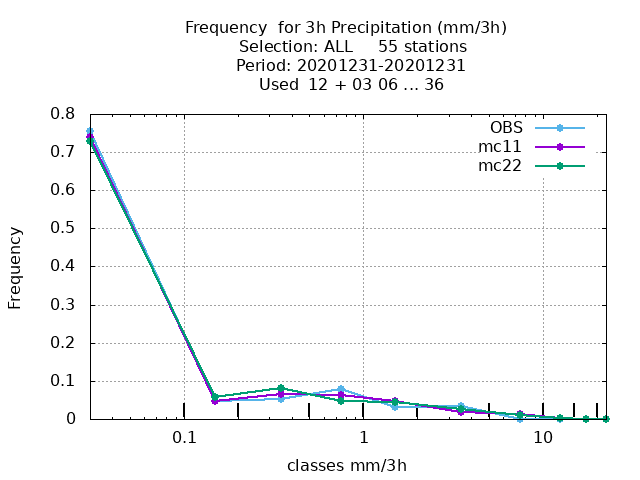 Frequency  for 3h Precipitation (mm/3h)
Selection: ALL     55 stations
Period: 20201231-20201231
Used  12 + 03 06 ... 36
OBS
mc11
mc22
0.8
0.7
0.6
0.5
0.4
0.3
0.2
0.1
0
Frequency
0.1
1
10
classes mm/3h